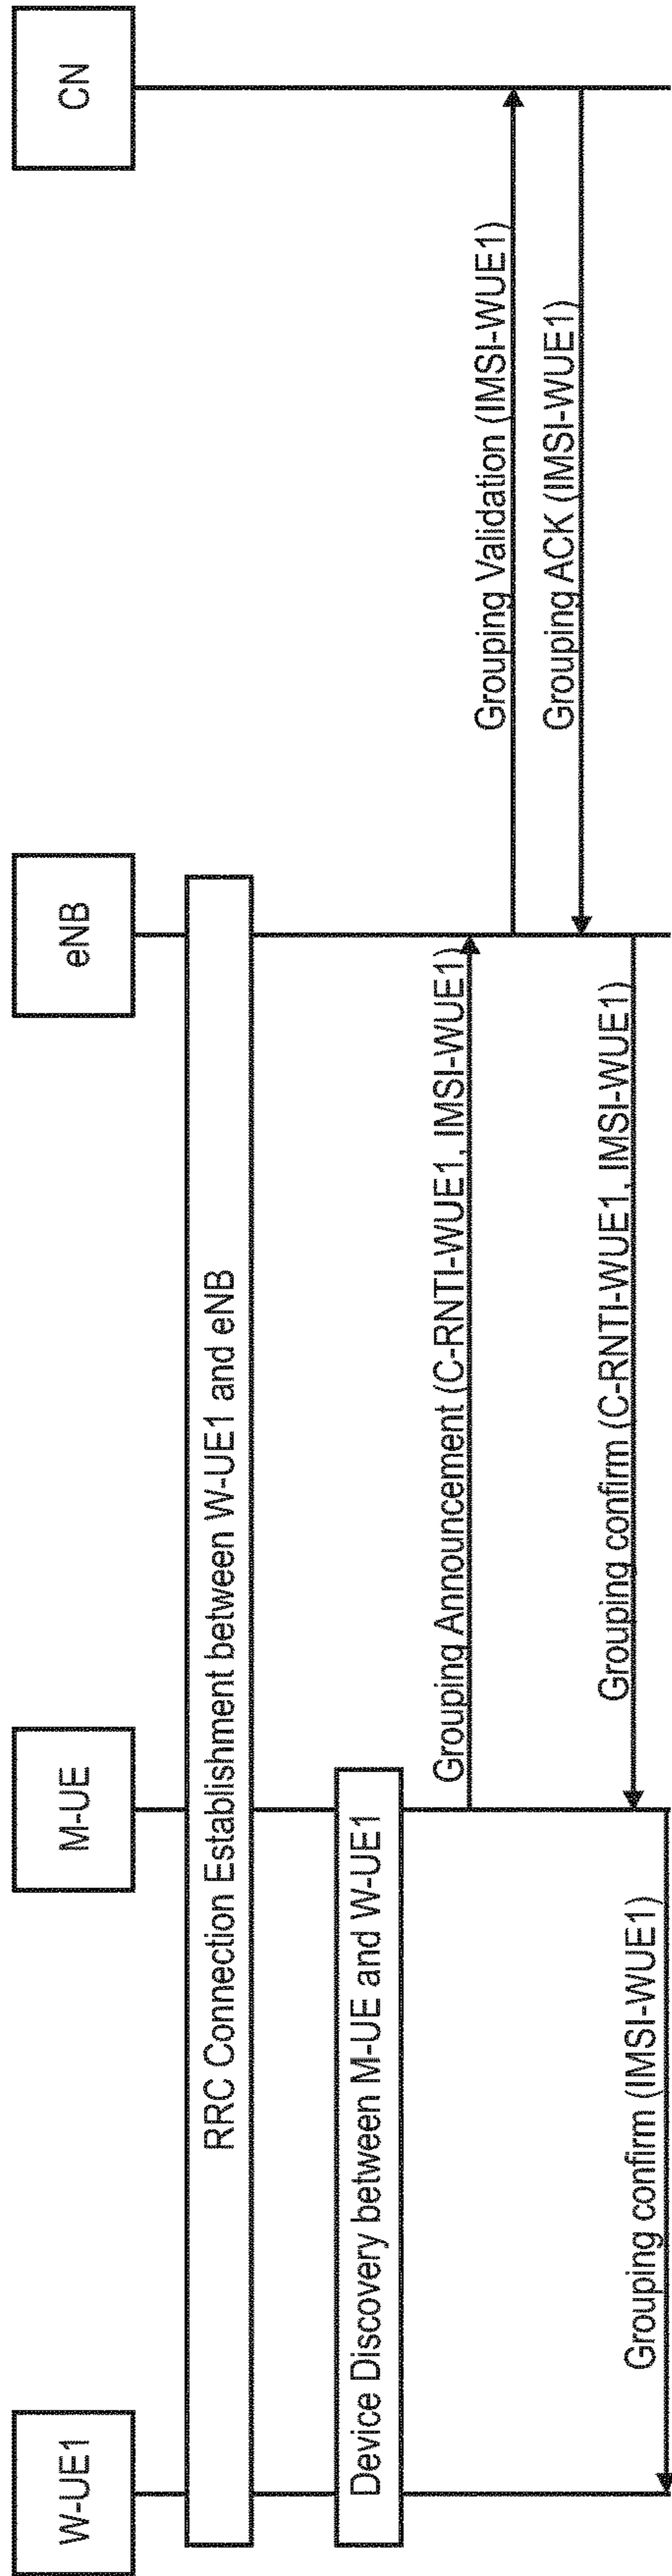 W-UE1
M-UE
eNB
CN
RRC Connection Establishment between W-UE1 and eNB
Device Discovery between M-UE and W-UE1
Grouping Announcement (C-RNTI-WUE1, IMSI-WUE1)
Grouping Validation (IMSI-WUE1)
Grouping ACK (IMSI-WUE1)
Grouping confirm (C-RNTI-WUE1, IMSI-WUE1)
Grouping confirm (IMSI-WUE1)